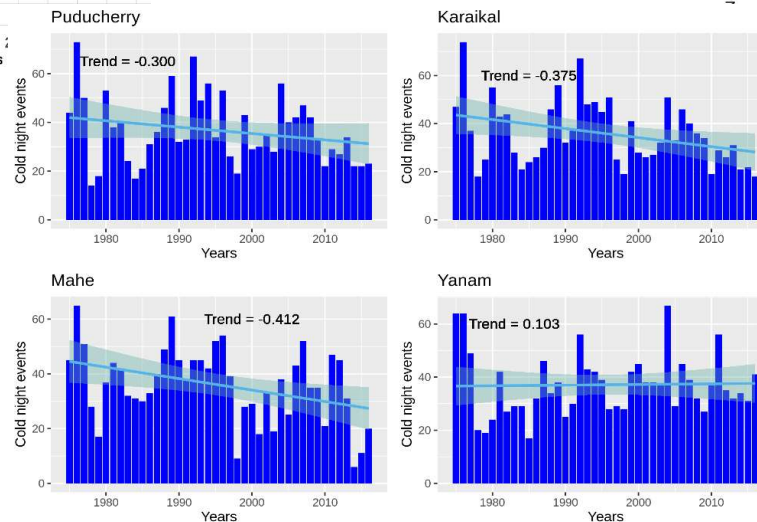 Puducherry
Trend = -0.300
Cold night events
60
40
20
0
1980 1990 2000 2010
Years
Karaikal
Trend = -0.375
Cold night events
60
40
20
0
1980 1990 2000 2010
Years
Mahe
Trend = -0.412
Cold night events
60
40
20
0
1980 1990 2000 2010
Years
Yanam
Trend = 0.103
Cold night events
60
40
20
0
1980 1990 2000 2010
Years